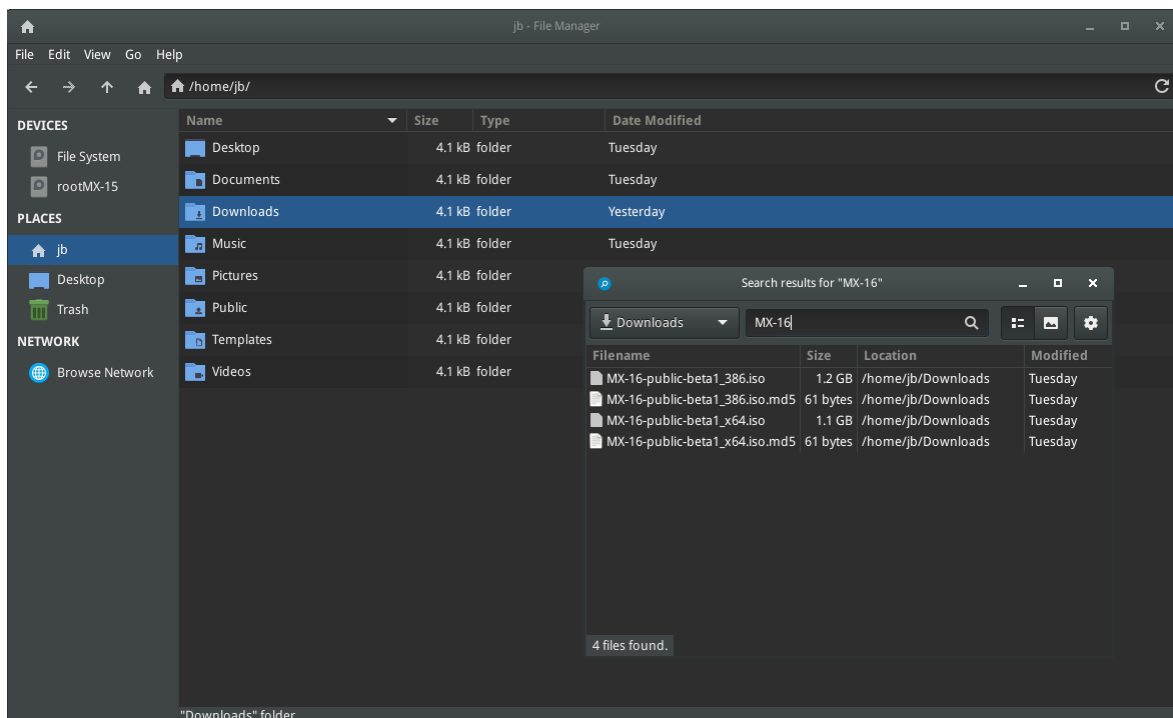 jb - File Manager
File Edit View Go Help
/home/jb/
DEVICES
File System
rootMX-15
PLACES
jb
Desktop
Trash
NETWORK
Browse Network
Name Size Type Date Modified
Desktop 4.1 kB folder Tuesday
Documents 4.1 kB folder Tuesday
Downloads 4.1 kB folder Yesterday
Music 4.1 kB folder Tuesday
Pictures 4.1 kB folder
Public 4.1 kB folder
Templates 4.1 kB folder
Videos 4.1 kB folder
Search results for "MX-16"
Downloads MX-16
Filename Size Location Modified
MX-16-public-beta1_386.iso 1.2 GB /home/jb/Downloads Tuesday
MX-16-public-beta1_386.iso.md5 61 bytes /home/jb/Downloads Tuesday
MX-16-public-beta1_x64.iso 1.1 GB /home/jb/Downloads Tuesday
MX-16-public-beta1_x64.iso.md5 61 bytes /home/jb/Downloads Tuesday
4 files found.
"Downloads" folder